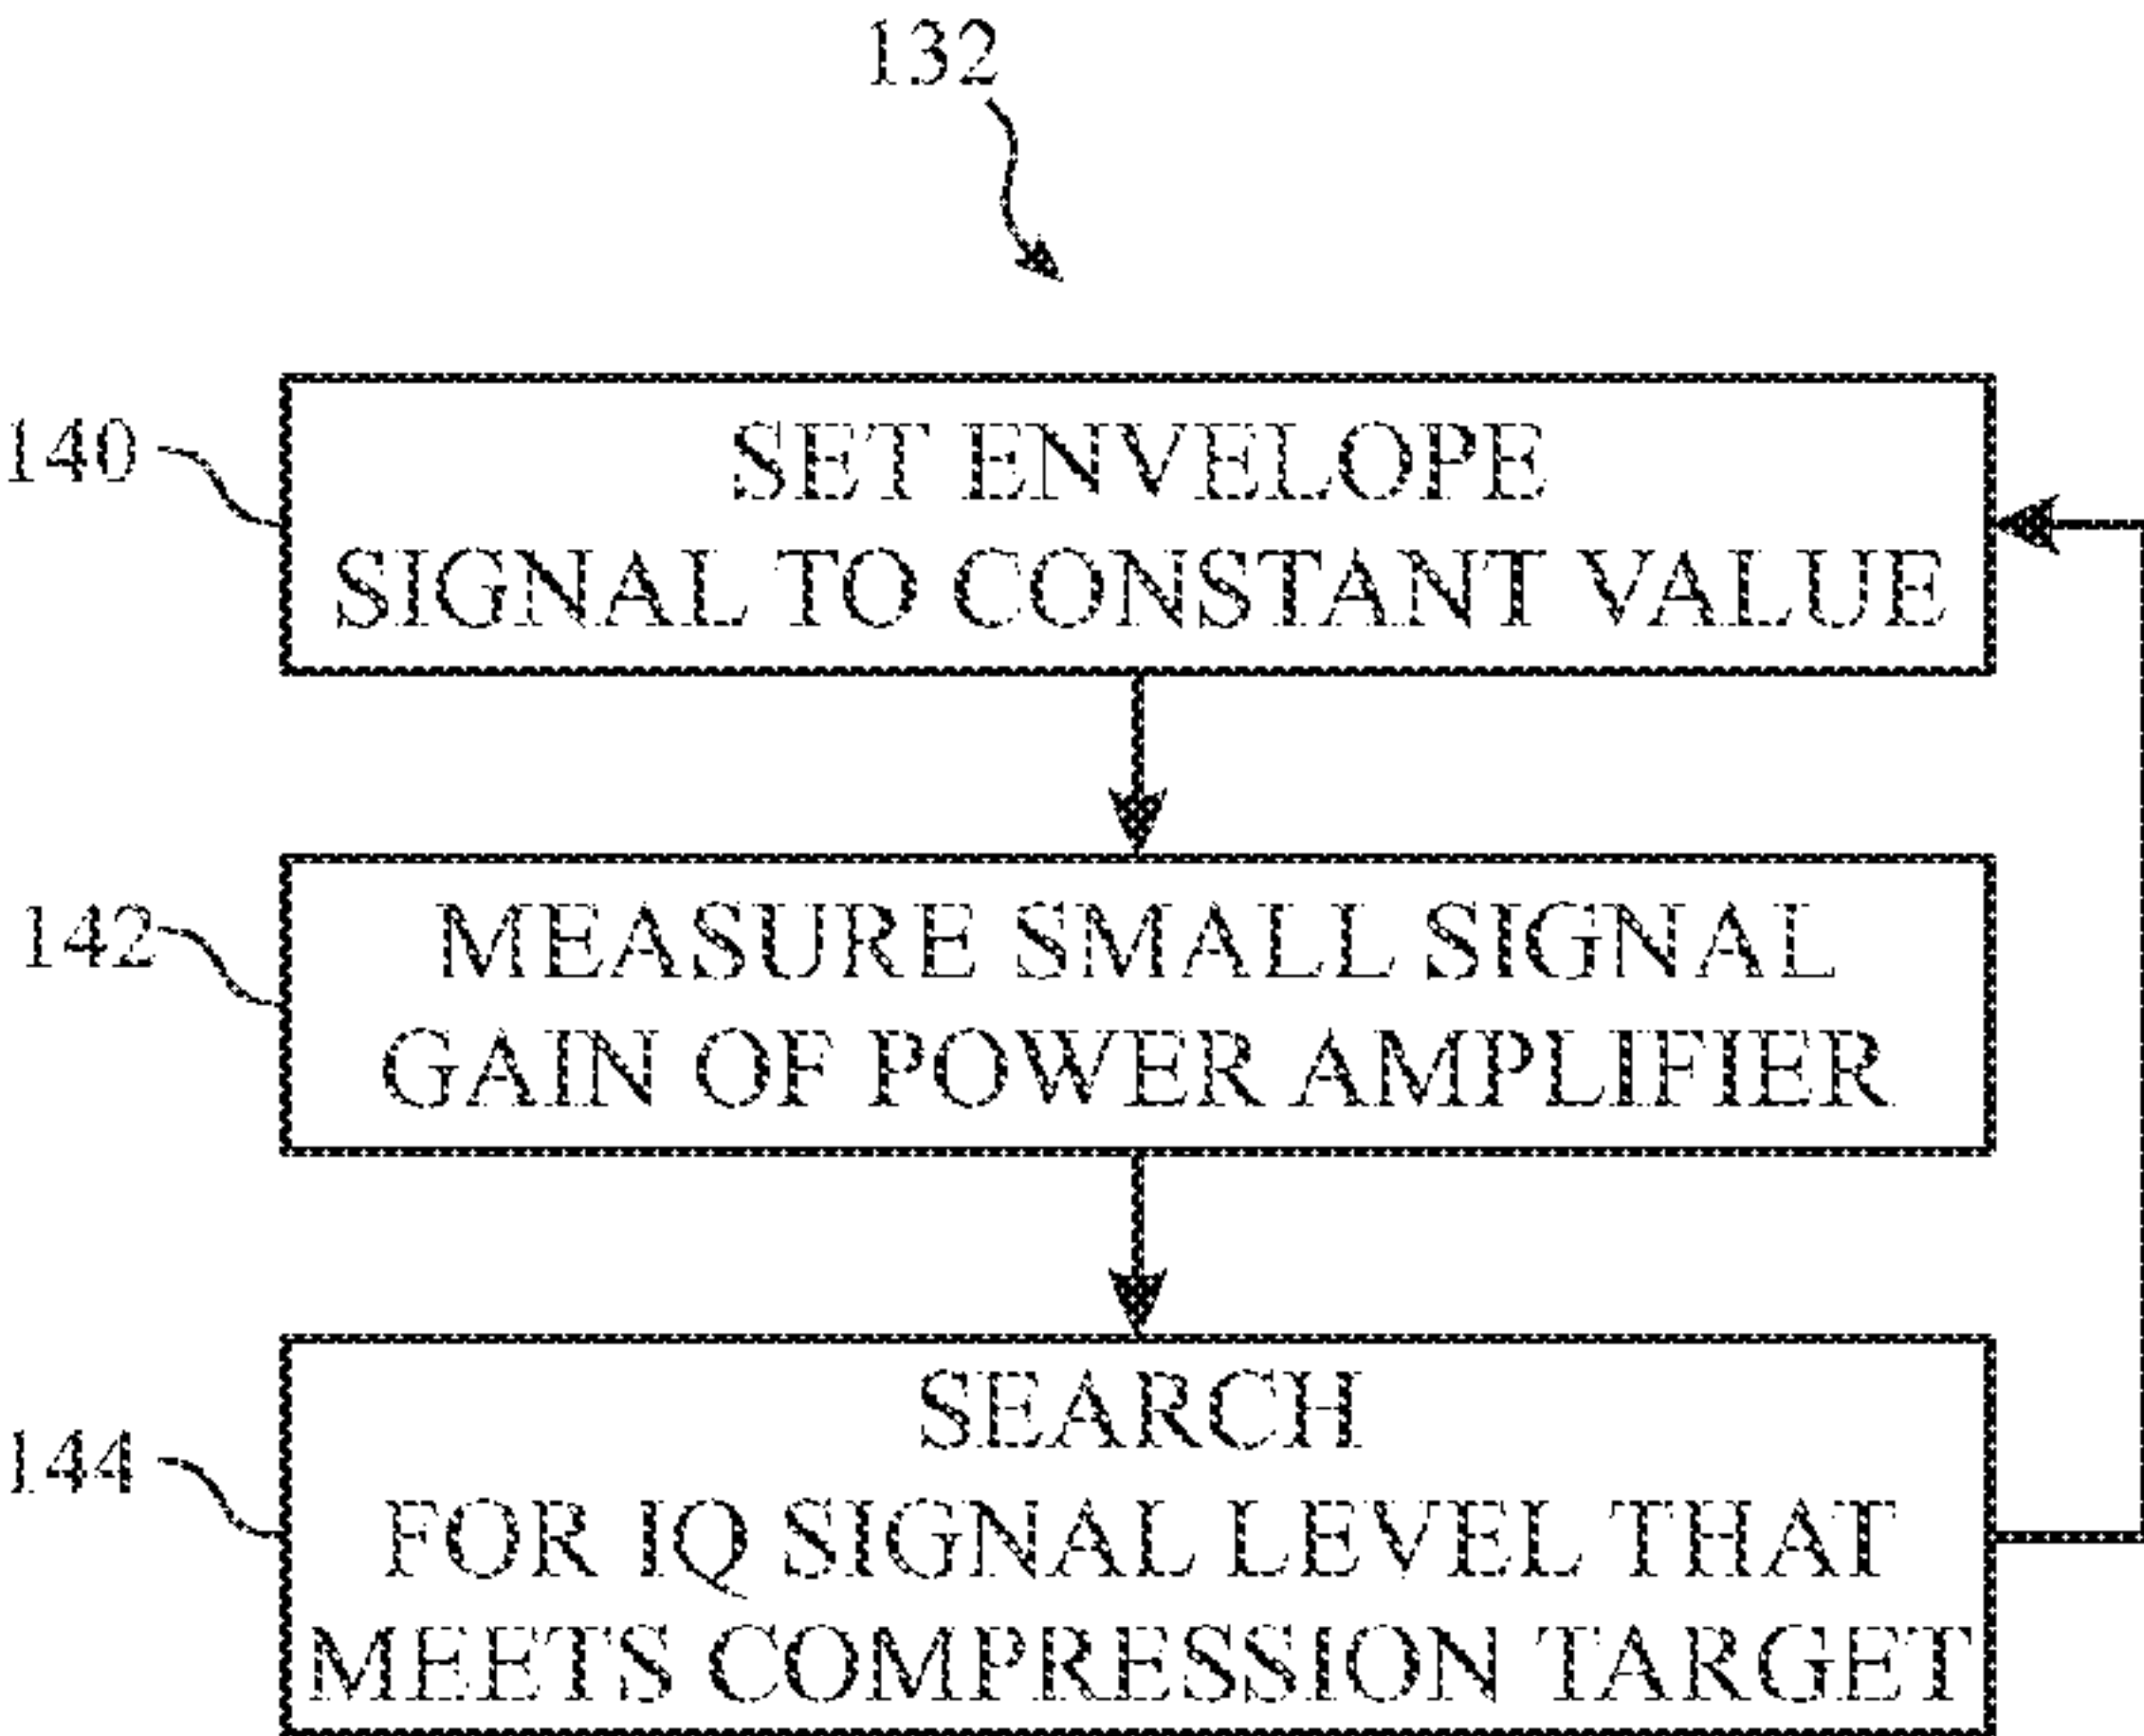 132
140
SET ENVELOPE
SIGNAL TO CONSTANT VALUE
142
MEASURE SMALL SIGNAL
GAIN OF POWER AMPLIFIER
144
SEARCH
FOR IQ SIGNAL LEVEL THAT
MEETS COMPRESSION TARGET